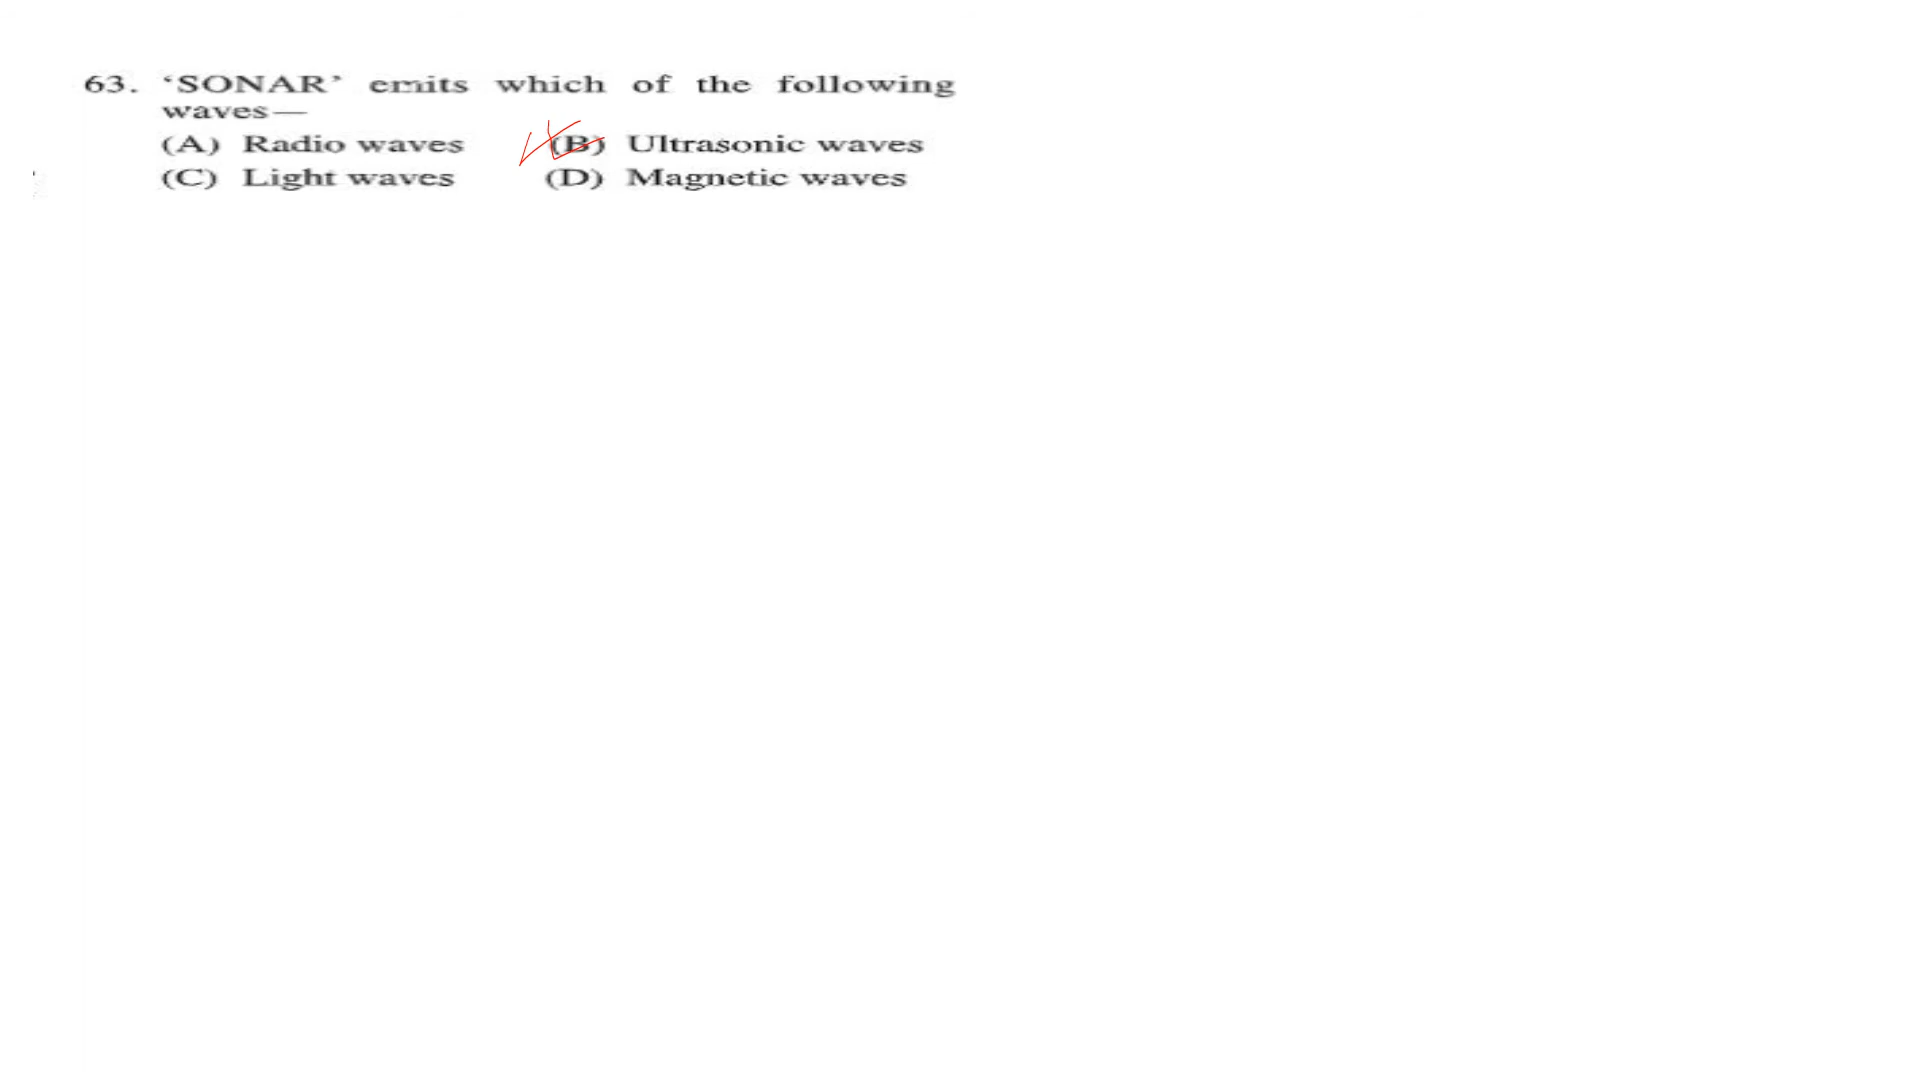 63. ‘SONAR’ emits which of the following
waves—
(A) Radio waves (B) Ultrasonic waves
(C) Light waves (D) Magnetic waves